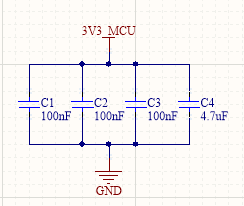 3V3_MCU
C1 C2 C3 C4
100nF 100nF 100nF 4.7uF
GND